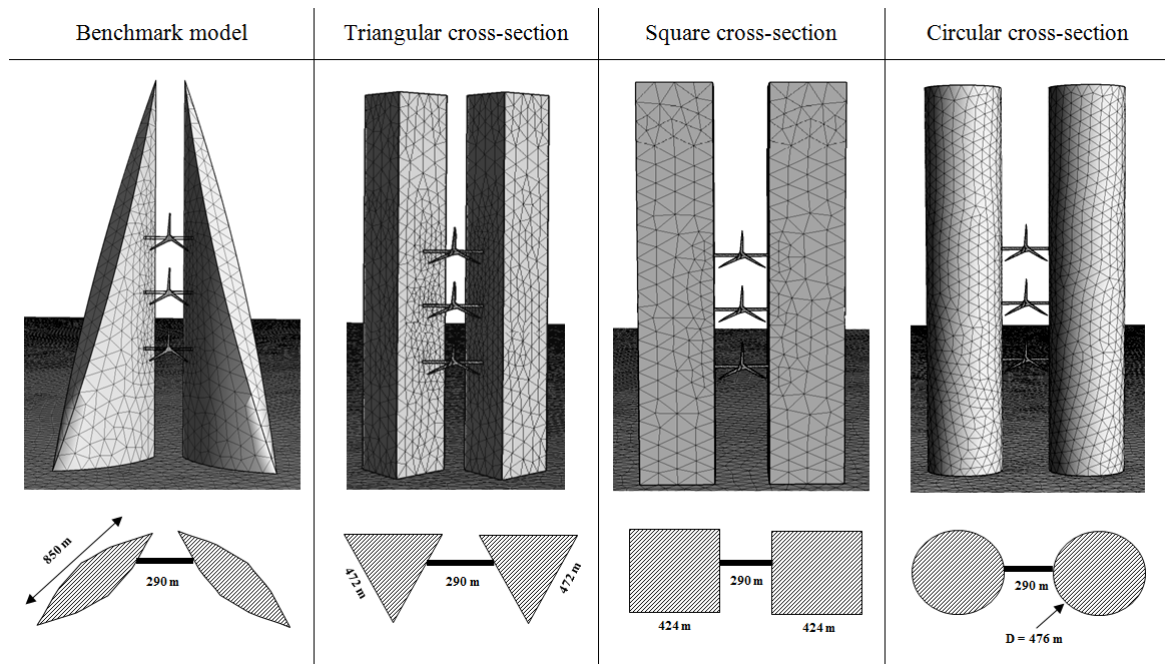 Benchmark model
Triangular cross-section
Square cross-section
Circular cross-section
850 m
290 m
472 m
290 m
472 m
290 m
424 m
424 m
290 m
D = 476 m